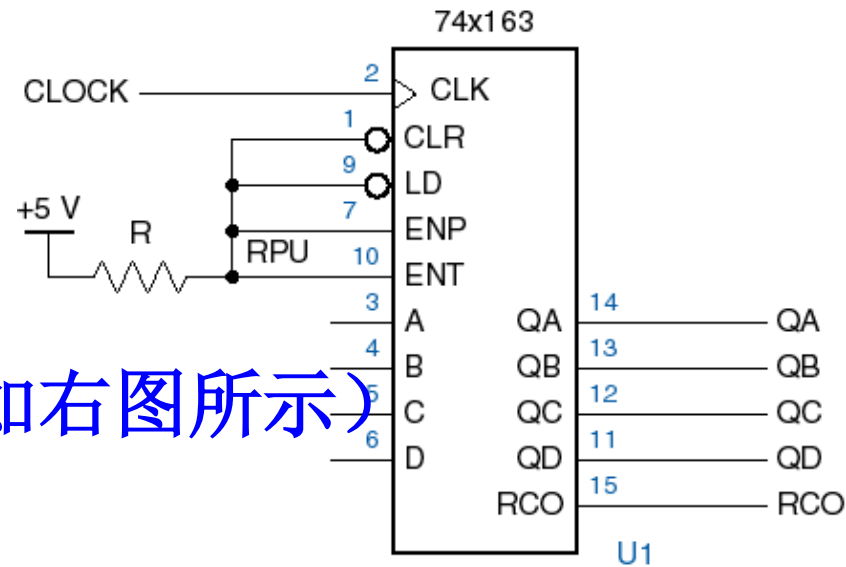 74x163
CLOCK
2
CLK
1
CLR
9
LD
+5 V
R
7
ENP
RPU
10
ENT
3
A
QA
14
QA
4
B
QB
13
QB
如右图所示）
5
C
QC
12
QC
6
D
QD
11
QD
RCO
15
RCO
U1